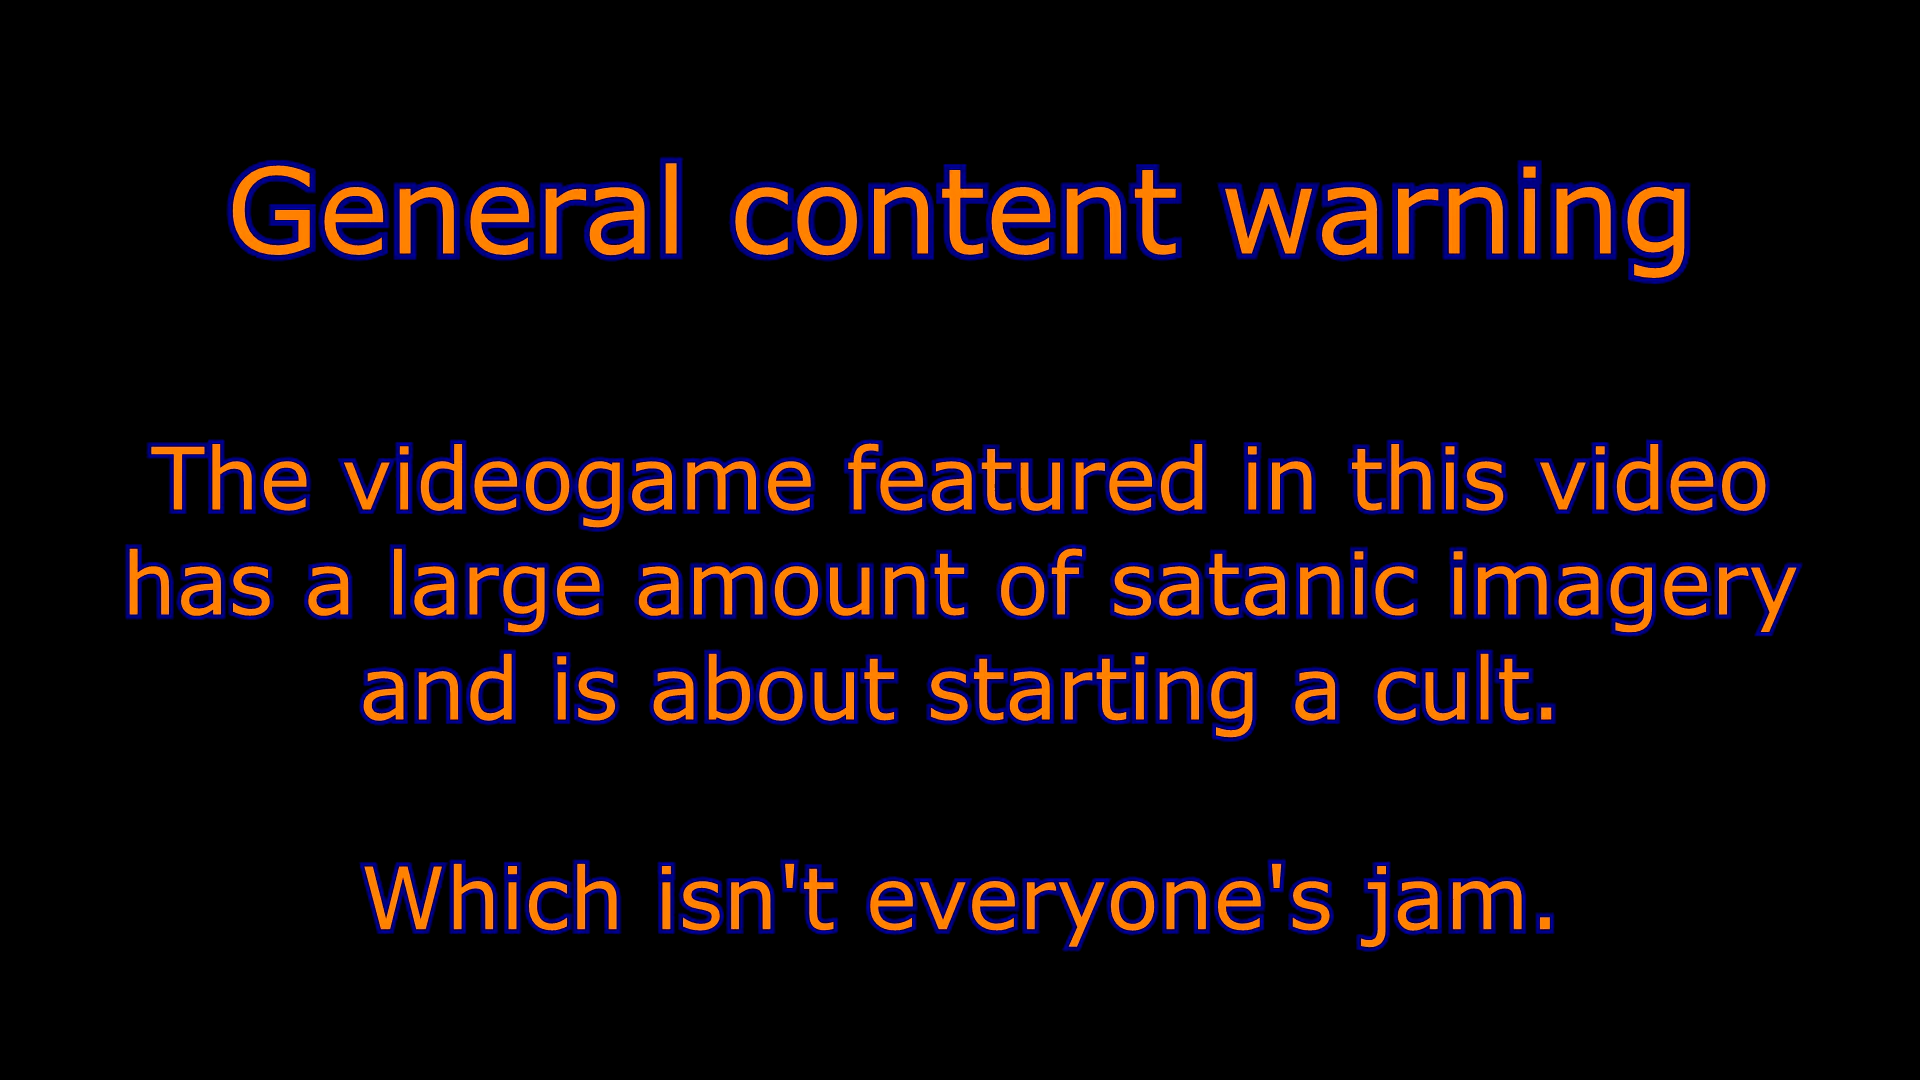 General content warning
The videogame featured in this video
has a large amount of satanic imagery
and is about starting a cult.
Which isn't everyone's jam.